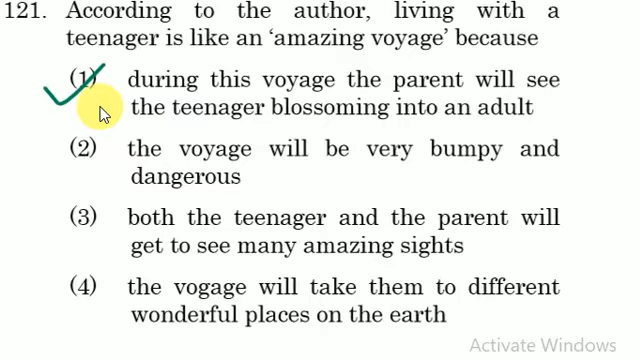 121. According to the author, living with a
teenager is like an ‘amazing voyage’ because
(1) during this voyage the parent will see
the teenager blossoming into an adult
(2) the voyage will be very bumpy and
dangerous
(3) both the teenager and the parent will
get to see many amazing sights
(4) the vogage will take them to different
wonderful places on the earth
Activate Windows